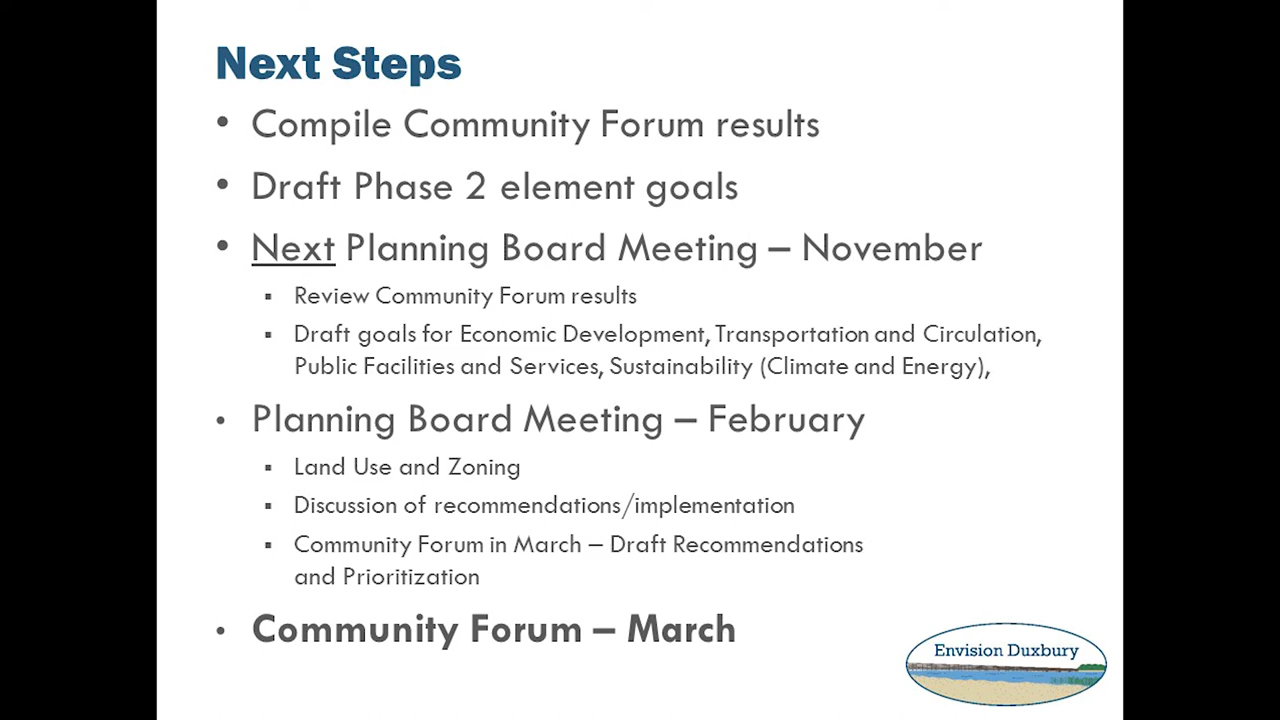 Next Steps
• Compile Community Forum results
• Draft Phase 2 element goals
• Next Planning Board Meeting – November
▪ Review Community Forum results
▪ Draft goals for Economic Development, Transportation and Circulation,
Public Facilities and Services, Sustainability (Climate and Energy),
• Planning Board Meeting – February
▪ Land Use and Zoning
▪ Discussion of recommendations/implementation
▪ Community Forum in March – Draft Recommendations
and Prioritization
• Community Forum – March
Envision Duxbury